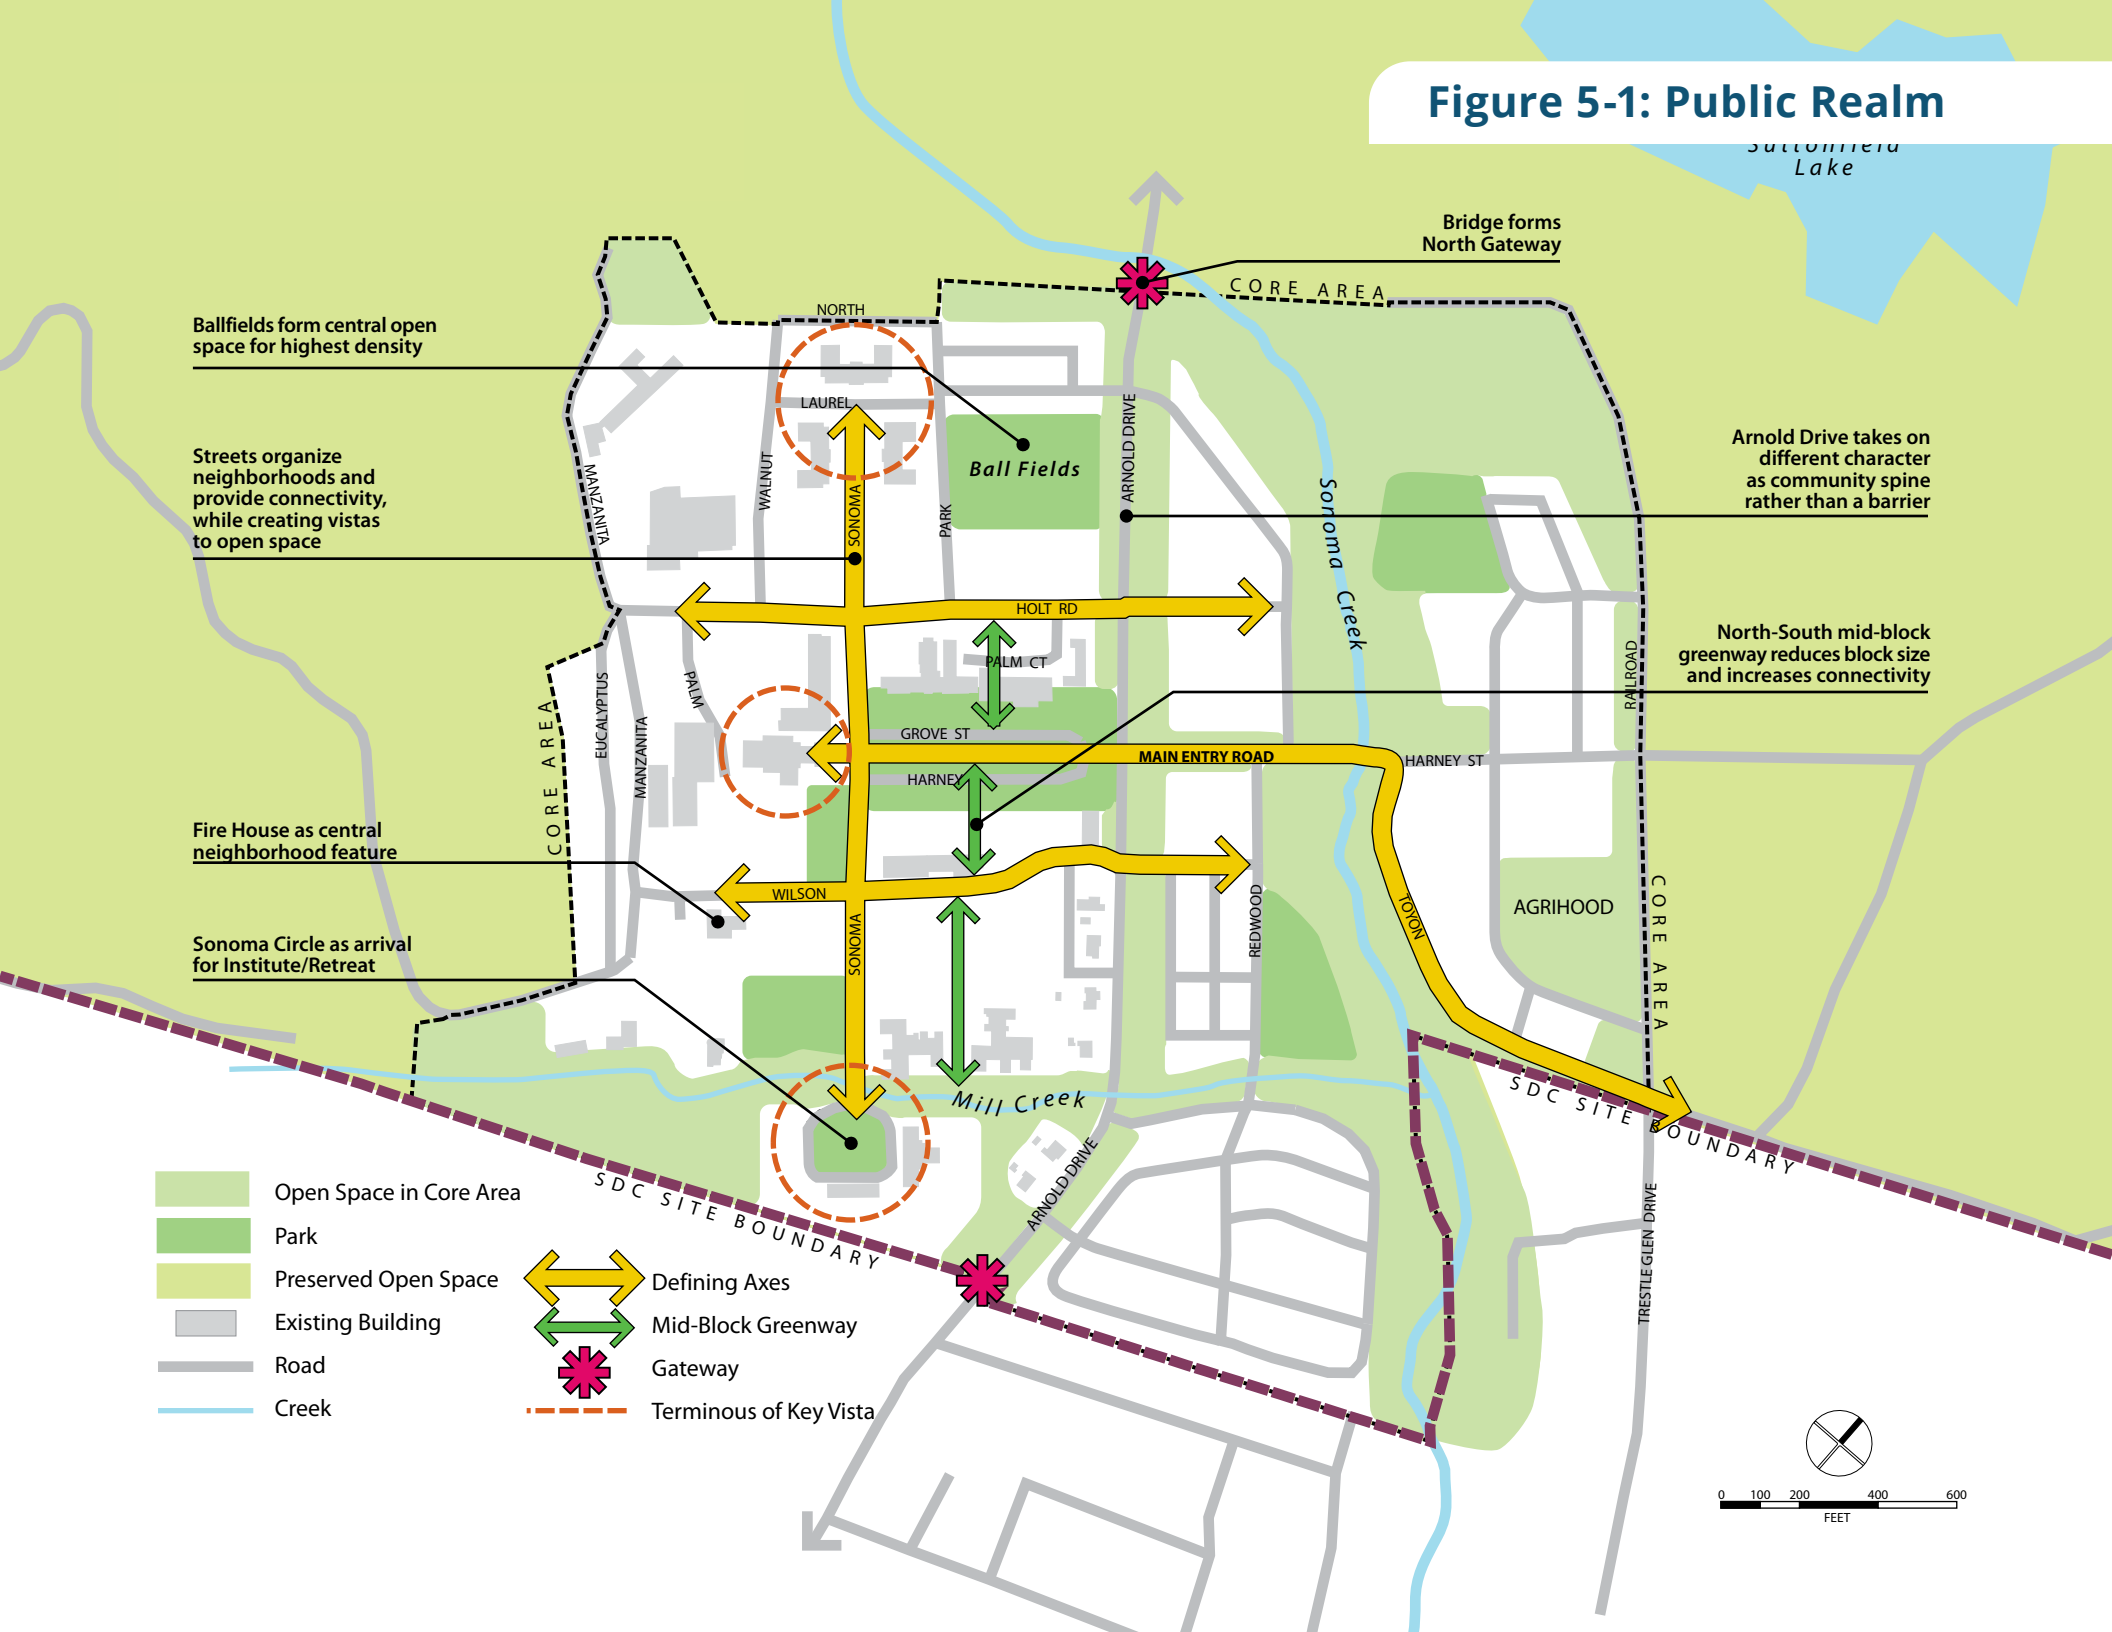 Figure 5-1: Public Realm
Lake
Bridge forms
North Gateway
CORE AREA
NORTH
Ballfields form central open
space for highest density
LAUREL
ARNOLD DRIVE
Ball Fields
Arnold Drive takes on
different character
as community spine
rather than a barrier
Streets organize
neighborhoods and
provide connectivity,
while creating vistas
to open space
MANZANITA
WALNUT
SONOMA
PARK
Sonoma Creek
HOLT RD
North-South mid-block
greenway reduces block size
and increases connectivity
PALM CT
RAILROAD
EUCALYPTUS
PALM
MANZANITA
CORE AREA
GROVE ST
MAIN ENTRY ROAD
HARNEY ST
HARNEY
Fire House as central
neighborhood feature
WILSON
REDWOOD
TOYON
AGRIHOOD
CORE AREA
SONOMA
Sonoma Circle as arrival
for Institute/Retreat
Mill Creek
SDC SITE BOUNDARY
ARNOLD DRIVE
SDC SITE BOUNDARY
TRESTLE GLEN DRIVE
Open Space in Core Area
Park
Preserved Open Space
Existing Building
Road
Creek
Defining Axes
Mid-Block Greenway
Gateway
Terminous of Key Vista
0 100 200 400 600
FEET